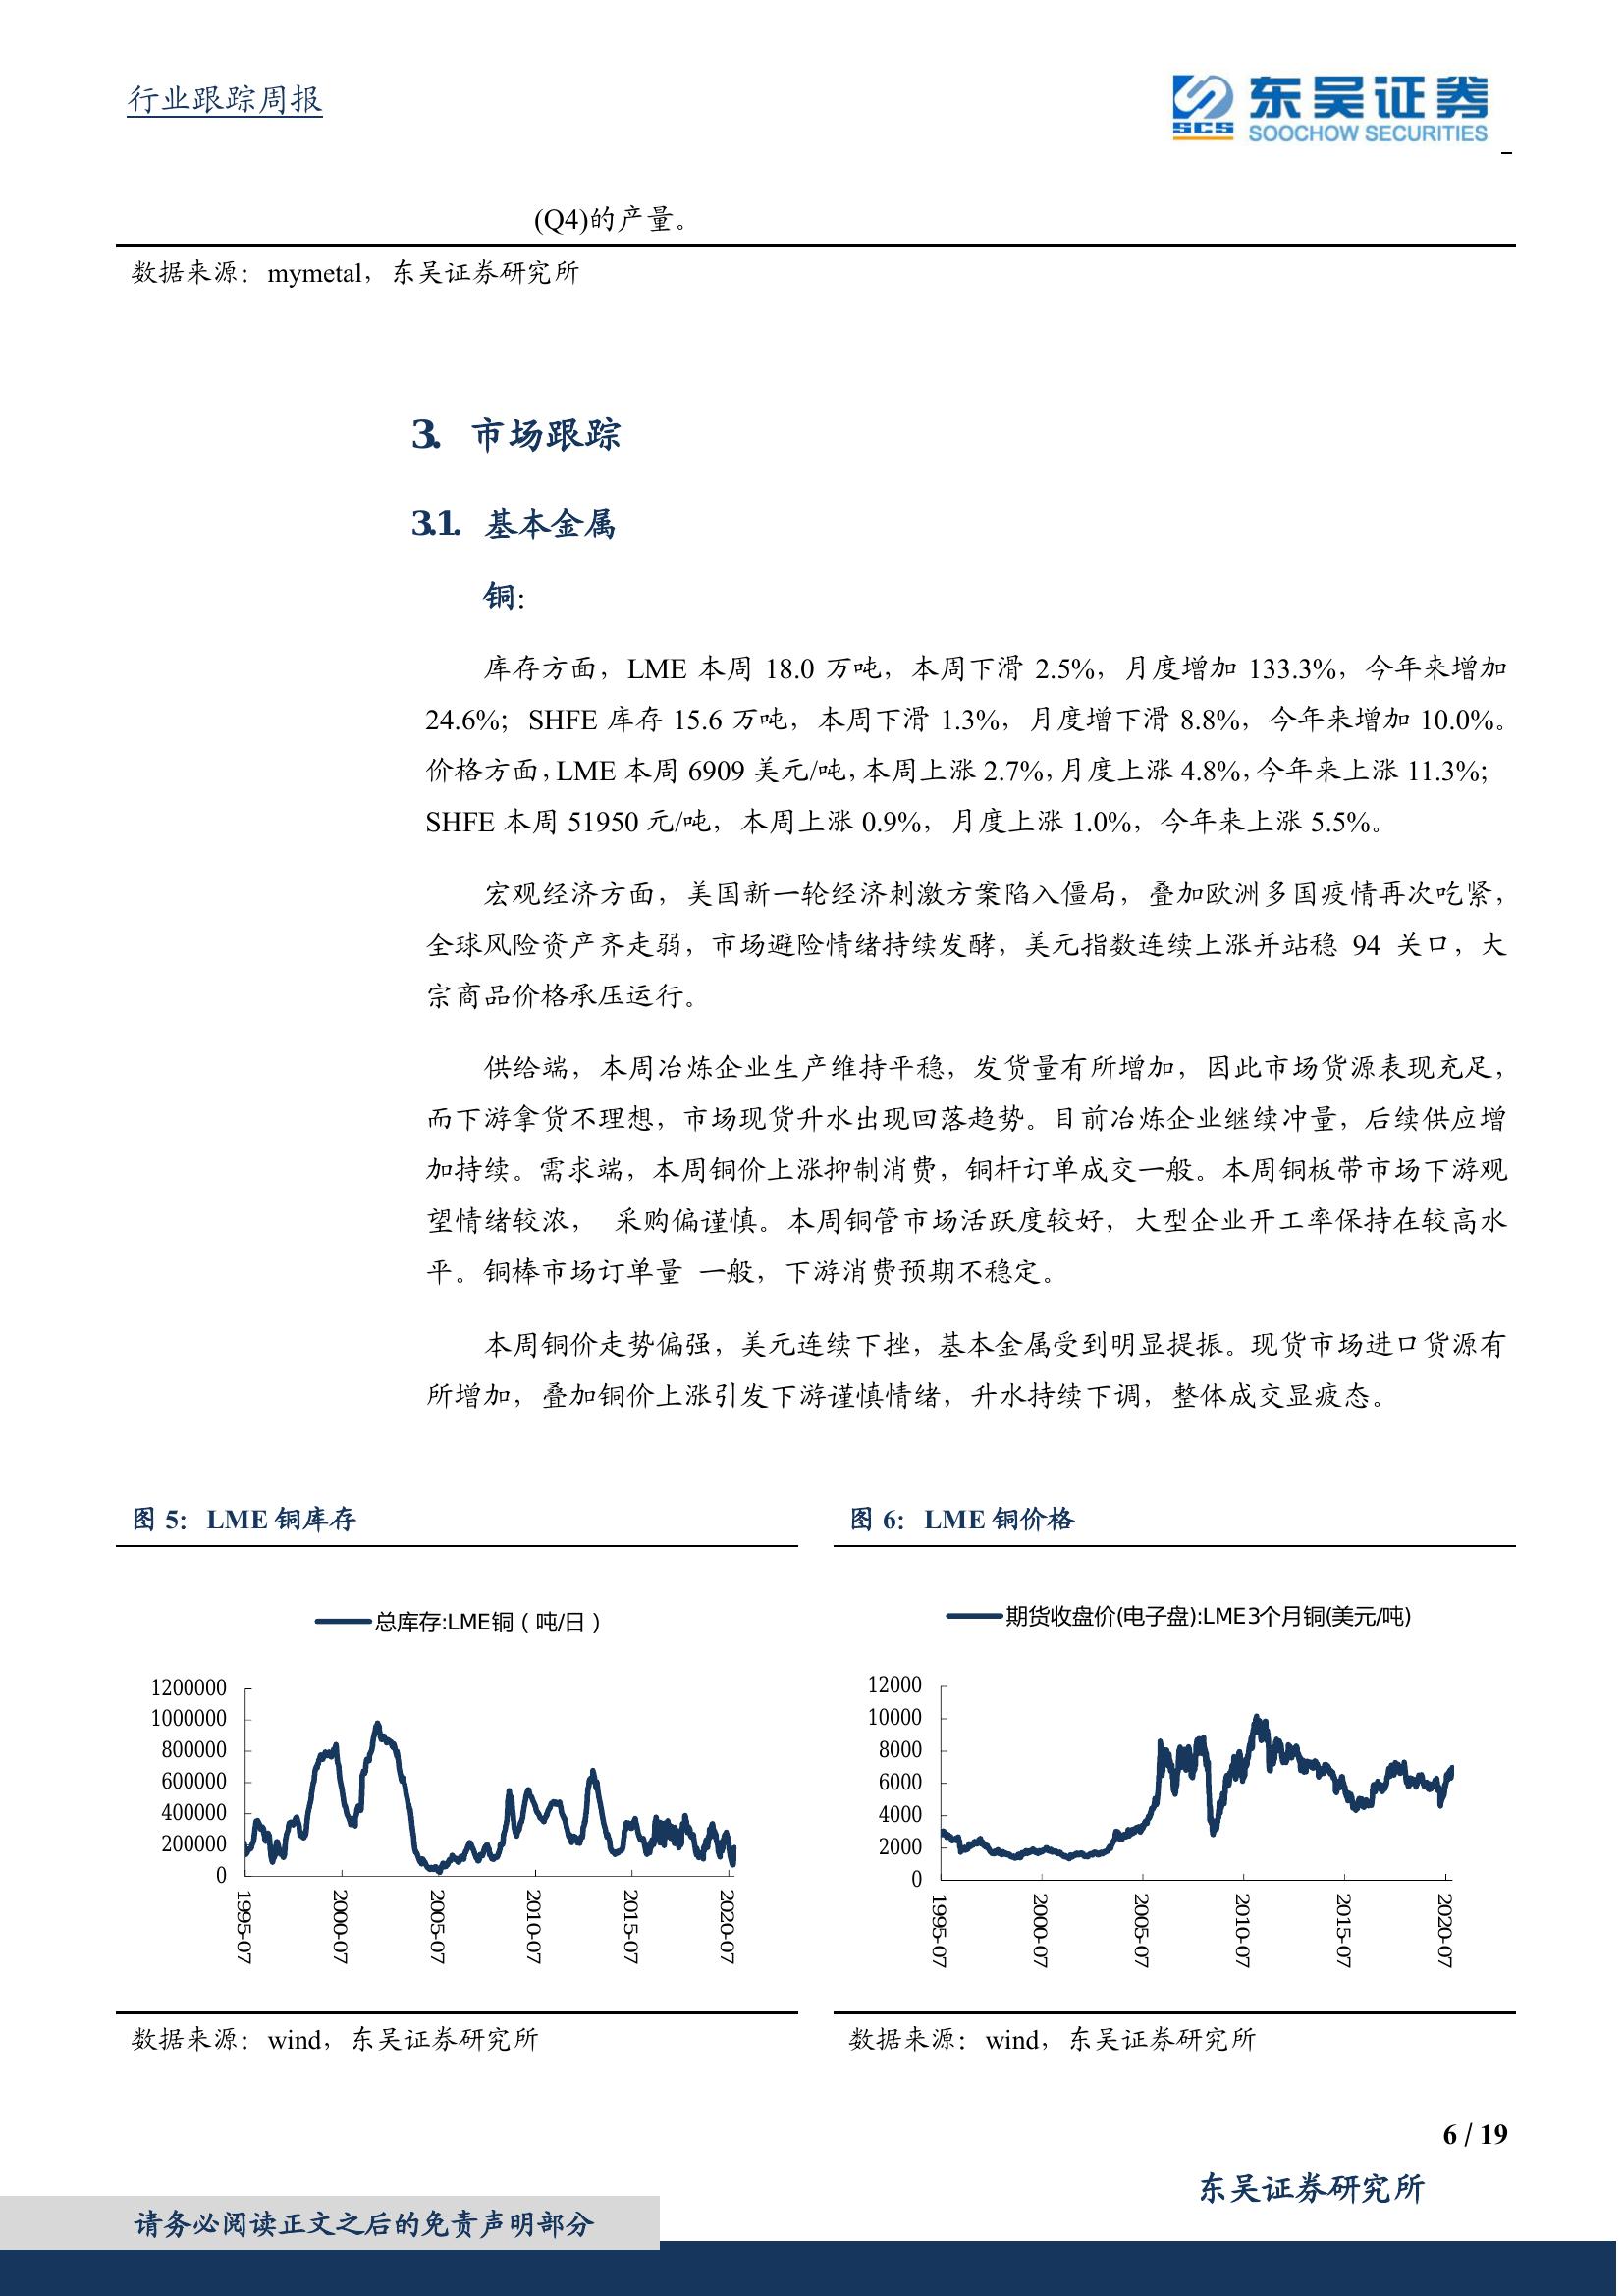 行业跟踪周报
东吴证券
SCS
SOOCHOW SECURITIES
(Q4)的产量。
数据来源：mymetal，东吴证券研究所
3. 市场跟踪
3.1. 基本金属
铜：
库存方面，LME 本周 18.0 万吨，本周下滑 2.5%，月度增加 133.3%，今年来增加
24.6%；SHFE 库存 15.6 万吨，本周下滑 1.3%，月度增下滑 8.8%，今年来增加 10.0%。
价格方面，LME 本周 6909 美元/吨，本周上涨 2.7%，月度上涨 4.8%，今年来上涨 11.3%；
SHFE 本周 51950 元/吨，本周上涨 0.9%，月度上涨 1.0%，今年来上涨 5.5%。
宏观经济方面，美国新一轮经济刺激方案陷入僵局，叠加欧洲多国疫情再次吃紧，
全球风险资产齐走弱，市场避险情绪持续发酵，美元指数连续上涨并站稳 94 关口，大
宗商品价格承压运行。
供给端，本周冶炼企业生产维持平稳，发货量有所增加，因此市场货源表现充足，
而下游拿货不理想，市场现货升水出现回落趋势。目前冶炼企业继续冲量，后续供应增
加持续。需求端，本周铜价上涨抑制消费，铜杆订单成交一般。本周铜板带市场下游观
望情绪较浓， 采购偏谨慎。本周铜管市场活跃度较好，大型企业开工率保持在较高水
平。铜棒市场订单量 一般，下游消费预期不稳定。
本周铜价走势偏强，美元连续下挫，基本金属受到明显提振。现货市场进口货源有
所增加，叠加铜价上涨引发下游谨慎情绪，升水持续下调，整体成交显疲态。
图 5：LME 铜库存
总库存:LME铜（吨/日）
1200000
1000000
800000
600000
400000
200000
0
1995-07
2000-07
2005-07
2010-07
2015-07
2020-07
数据来源：wind，东吴证券研究所
图 6：LME 铜价格
期货收盘价(电子盘):LME3个月铜(美元/吨)
12000
10000
8000
6000
4000
2000
0
1995-07
2000-07
2005-07
2010-07
2015-07
2020-07
数据来源：wind，东吴证券研究所
6 / 19
东吴证券研究所
请务必阅读正文之后的免责声明部分